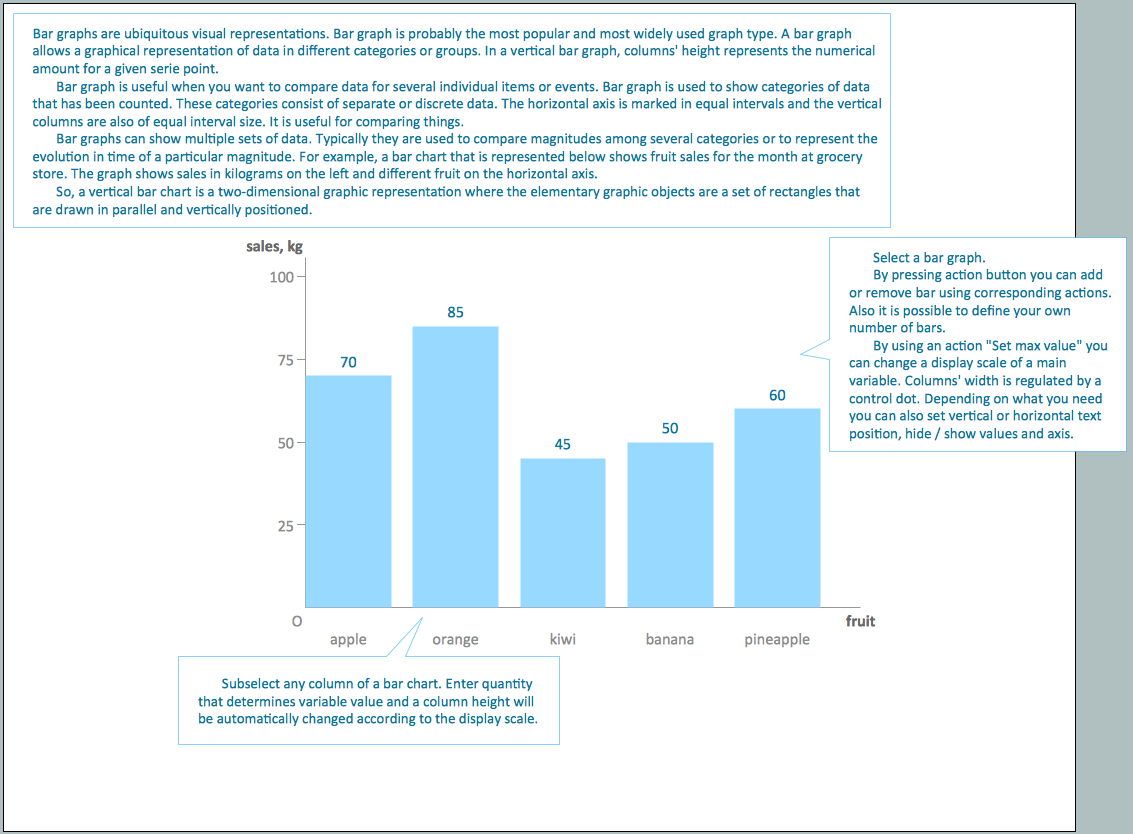 Bar graphs are ubiquitous visual representations. Bar graph is probably the most popular and most widely used graph type. A bar graph
allows a graphical representation of data in different categories or groups. In a vertical bar graph, columns' height represents the numerical
amount for a given serie point.
Bar graph is useful when you want to compare data for several individual items or events. Bar graph is used to show categories of data
that has been counted. These categories consist of separate or discrete data. The horizontal axis is marked in equal intervals and the vertical
columns are also of equal interval size. It is useful for comparing things.
Bar graphs can show multiple sets of data. Typically they are used to compare magnitudes among several categories or to represent the
evolution in time of a particular magnitude. For example, a bar chart that is represented below shows fruit sales for the month at grocery
store. The graph shows sales in kilograms on the left and different fruit on the horizontal axis.
So, a vertical bar chart is a two-dimensional graphic representation where the elementary graphic objects are a set of rectangles that
are drawn in parallel and vertically positioned.
sales, kg
100
75
50
25
O
70
85
45
50
60
apple
orange
kiwi
banana
pineapple
fruit
Select a bar graph.
By pressing action button you can add
or remove bar using corresponding actions.
Also it is possible to define your own
number of bars.
By using an action "Set max value" you
can change a display scale of a main
variable. Columns' width is regulated by a
control dot. Depending on what you need
you can also set vertical or horizontal text
position, hide / show values and axis.
Subselect any column of a bar chart. Enter quantity
that determines variable value and a column height will
be automatically changed according to the display scale.